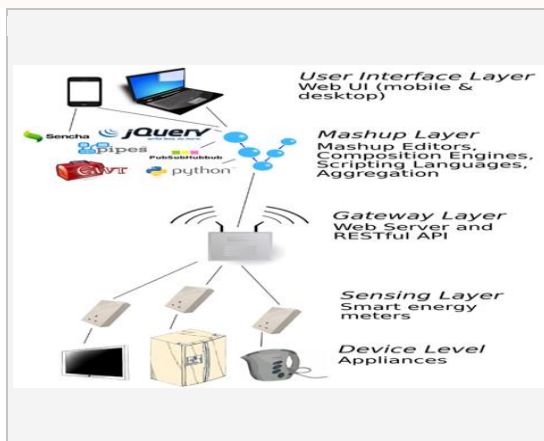 User Interface Layer
Web UI (mobile &
desktop)
Sencha
jQuery
pipes
PubSubHubbub
GWT
python
Mashup Layer
Mashup Editors,
Composition Engines,
Scripting Languages,
Aggregation
Gateway Layer
Web Server and
RESTful API
Sensing Layer
Smart energy
meters
Device Level
Appliances